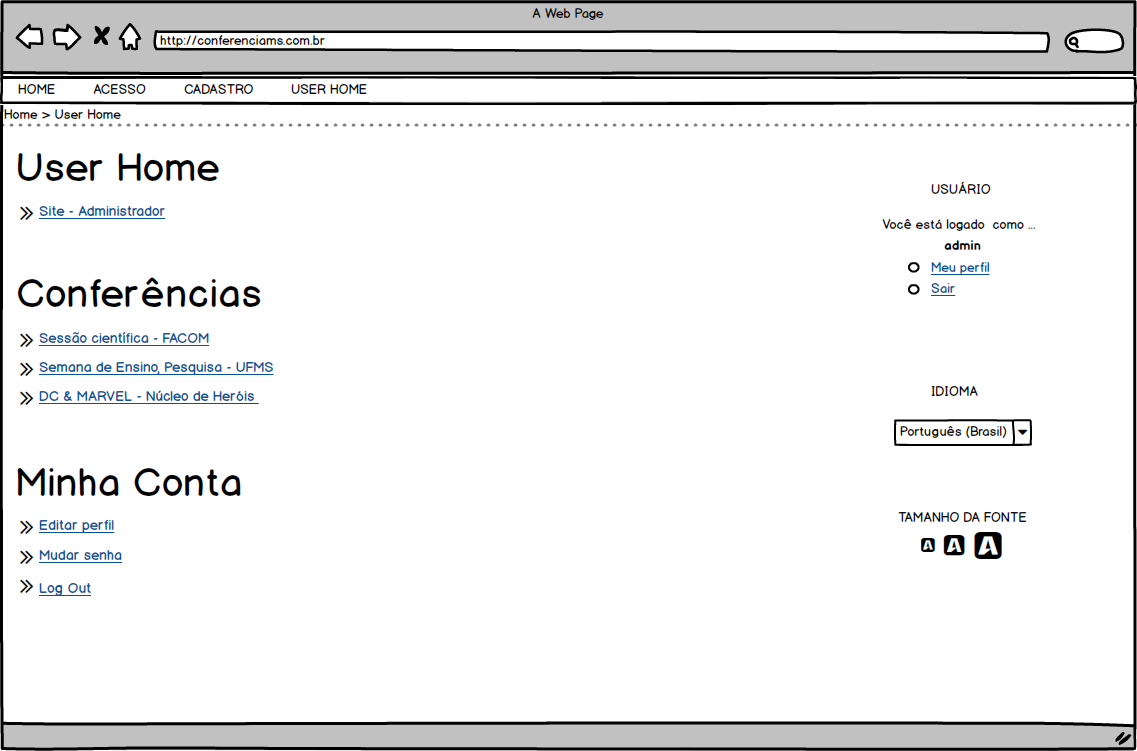 A Web Page
http://conferenciams.com.br
HOME ACESSO CADASTRO USER HOME
Home > User Home
User Home
Site - Administrador
Conferências
Sessão científica - FACOM
Semana de Ensino, Pesquisa - UFMS
DC & MARVEL - Núcleo de Heróis
Minha Conta
Editar perfil
Mudar senha
Log Out
USUÁRIO
Você está logado como ...
admin
Meu perfil
Sair
IDIOMA
Português (Brasil)
TAMANHO DA FONTE
A A A